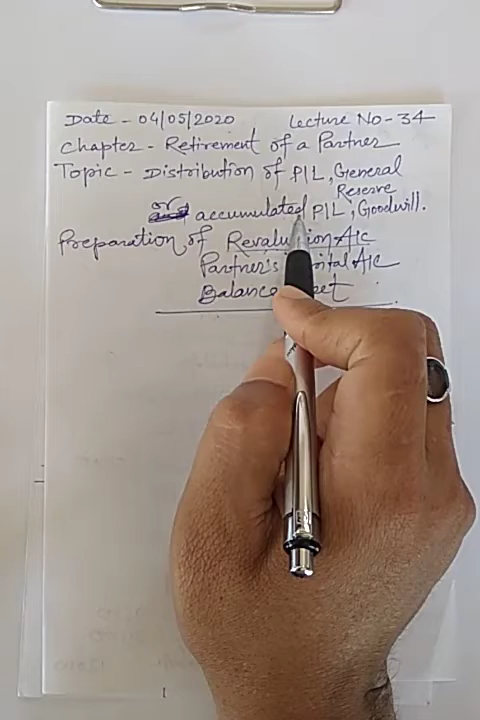 Date - 04/05/2020 Lecture No - 34
Chapter - Retirement of a Partner
Topic - Distribution of P/L, General
Reserve
or accumulated P/L, Goodwill.
Preparation of Revaluation A/c
Partner's Capital A/C
Balance Sheet